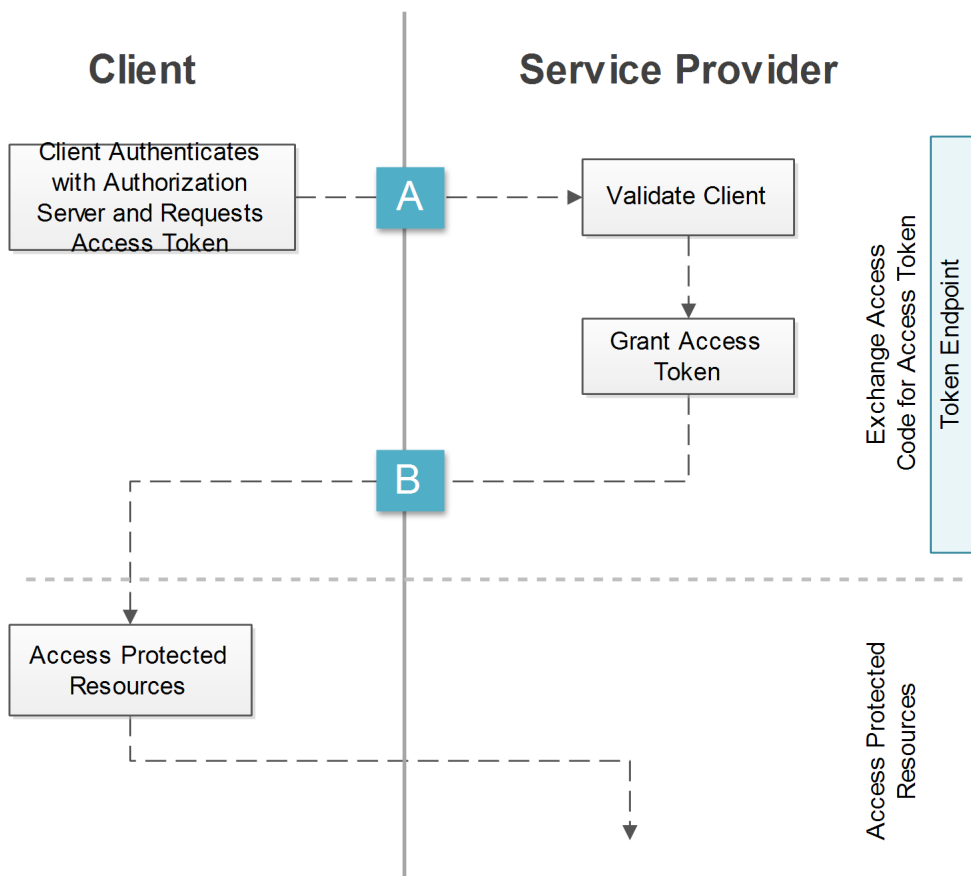 Client
Service Provider
Client Authenticates
with Authorization
Server and Requests
Access Token
A
Validate Client
Grant Access
Token
Exchange Access
Code for Access Token
Token Endpoint
B
Access Protected
Resources
Access Protected
Resources